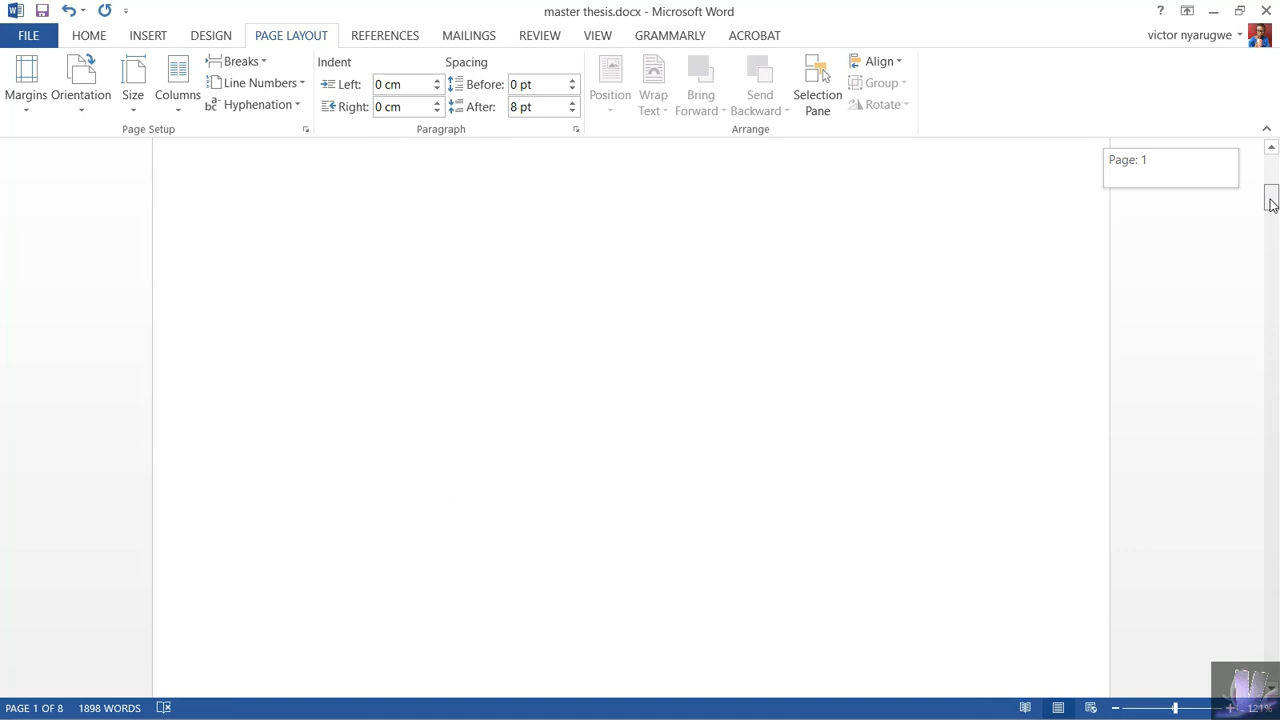 master thesis.docx - Microsoft Word
?
FILE HOME INSERT DESIGN PAGE LAYOUT REFERENCES MAILINGS REVIEW VIEW GRAMMARLY ACROBAT victor nyarugwe
Margins
Orientation
Size
Columns
Breaks
Line Numbers
Hyphenation
Page Setup
Indent
Left: 0 cm
Right: 0 cm
Spacing
Before: 0 pt
After: 8 pt
Paragraph
Position
Wrap
Text
Bring
Forward
Send
Backward
Selection
Pane
Align
Group
Rotate
Arrange
Page: 1
PAGE 1 OF 8 1898 WORDS 121%